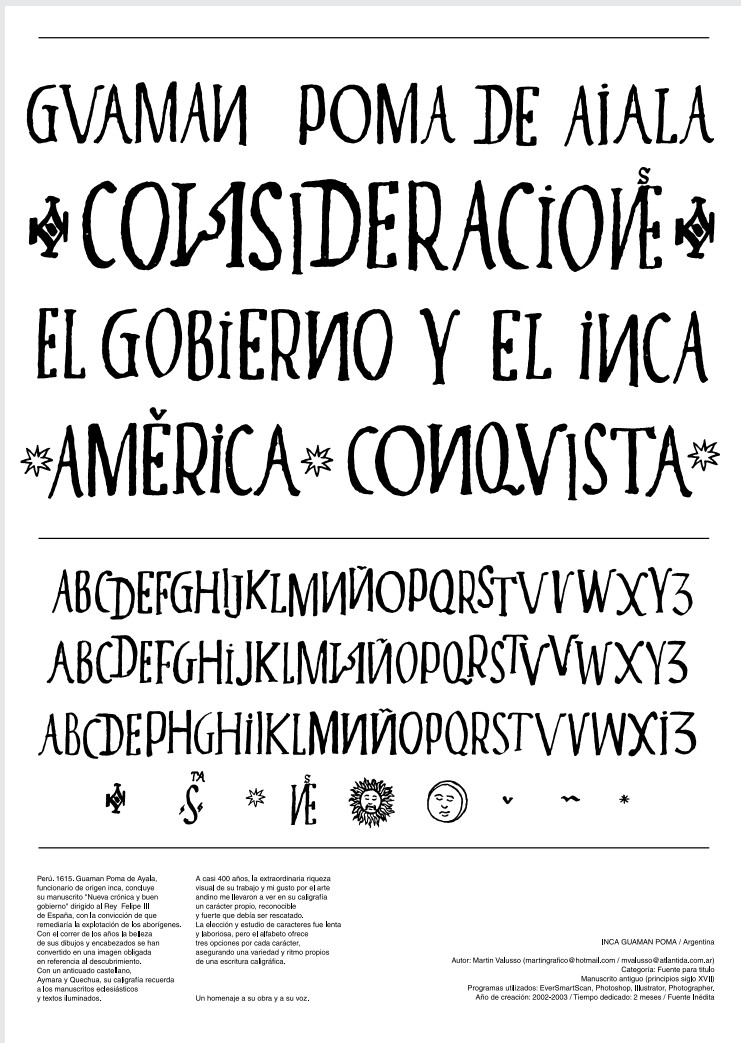 GVAMAN POMA DE AIALA
CONSIDERACIONES
EL GOBIERNO Y EL INCA
AMĚRICA CONQVISTA
ABCDEFGHIJKLMNÑOPQRSTVVWXYZ
ABCDEFGHIJKLMNÑOPQRSTVVWXYZ
ABCDEPHGHIIKLMNÑOPQRSTVVWXIZ
STA NES
Perú. 1615. Guaman Poma de Ayala,
funcionario de origen inca, concluye
su manuscrito "Nueva crónica y buen
gobierno" dirigido al Rey Felipe III
de España, con la convicción de que
remediaría la explotación de los aborígenes.
Con el correr de los años la belleza
de sus dibujos y encabezados se han
convertido en una imagen obligada
en referencia al descubrimiento.
Con un anticuado castellano,
Aymara y Quechua, su caligrafía recuerda
a los manuscritos eclesiásticos
y textos iluminados.
A casi 400 años, la extraordinaria riqueza
visual de su trabajo y mi gusto por el arte
andino me llevaron a ver en su caligrafía
un carácter propio, reconocible
y fuerte que debía ser rescatado.
La elección y estudio de caracteres fue lenta
y laboriosa, pero el alfabeto ofrece
tres opciones por cada carácter,
asegurando una variedad y ritmo propios
de una escritura caligráfica.
Un homenaje a su obra y a su voz.
INCA GUAMAN POMA / Argentina
Autor: Martín Valusso (martingrafico@hotmail.com / mvalusso@atlantida.com.ar)
Categoría: Fuente para título
Manuscrito antiguo (principios siglo XVII)
Programas utilizados: EverSmartScan, Photoshop, Illustrator, Photographer.
Año de creación: 2002-2003 / Tiempo dedicado: 2 meses / Fuente Inédita